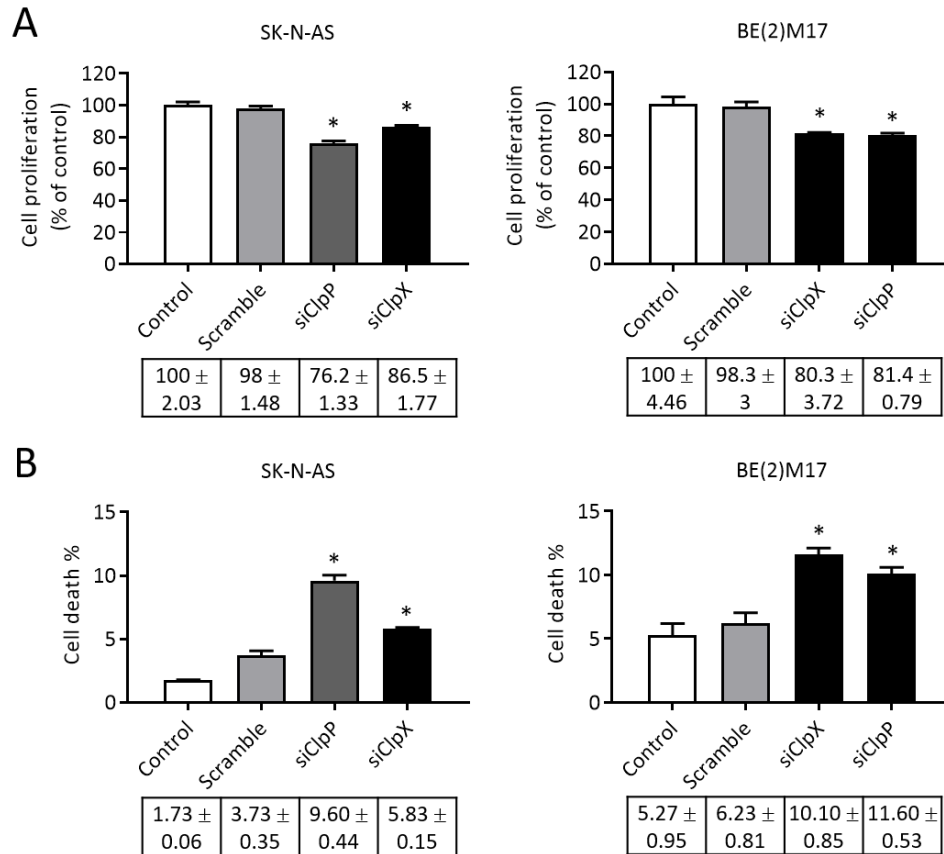 A
SK-N-AS
Cell proliferation
(% of control)
120
100
80
60
40
20
0
*
*
Control
Scramble
siClpP
siClpX
100 ± 98 ± 76.2 ± 86.5 ±
2.03 1.48 1.33 1.77
BE(2)M17
Cell proliferation
(% of control)
120
100
80
60
40
20
0
*
*
Control
Scramble
siClpX
siClpP
100 ± 98.3 ± 80.3 ± 81.4 ±
4.46 3 3.72 0.79
B
SK-N-AS
Cell death %
15
10
5
0
*
*
Control
Scramble
siClpP
siClpX
1.73 ± 3.73 ± 9.60 ± 5.83 ±
0.06 0.35 0.44 0.15
BE(2)M17
Cell death %
15
10
5
0
*
*
Control
Scramble
siClpX
siClpP
5.27 ± 6.23 ± 10.10 ± 11.60 ±
0.95 0.81 0.85 0.53